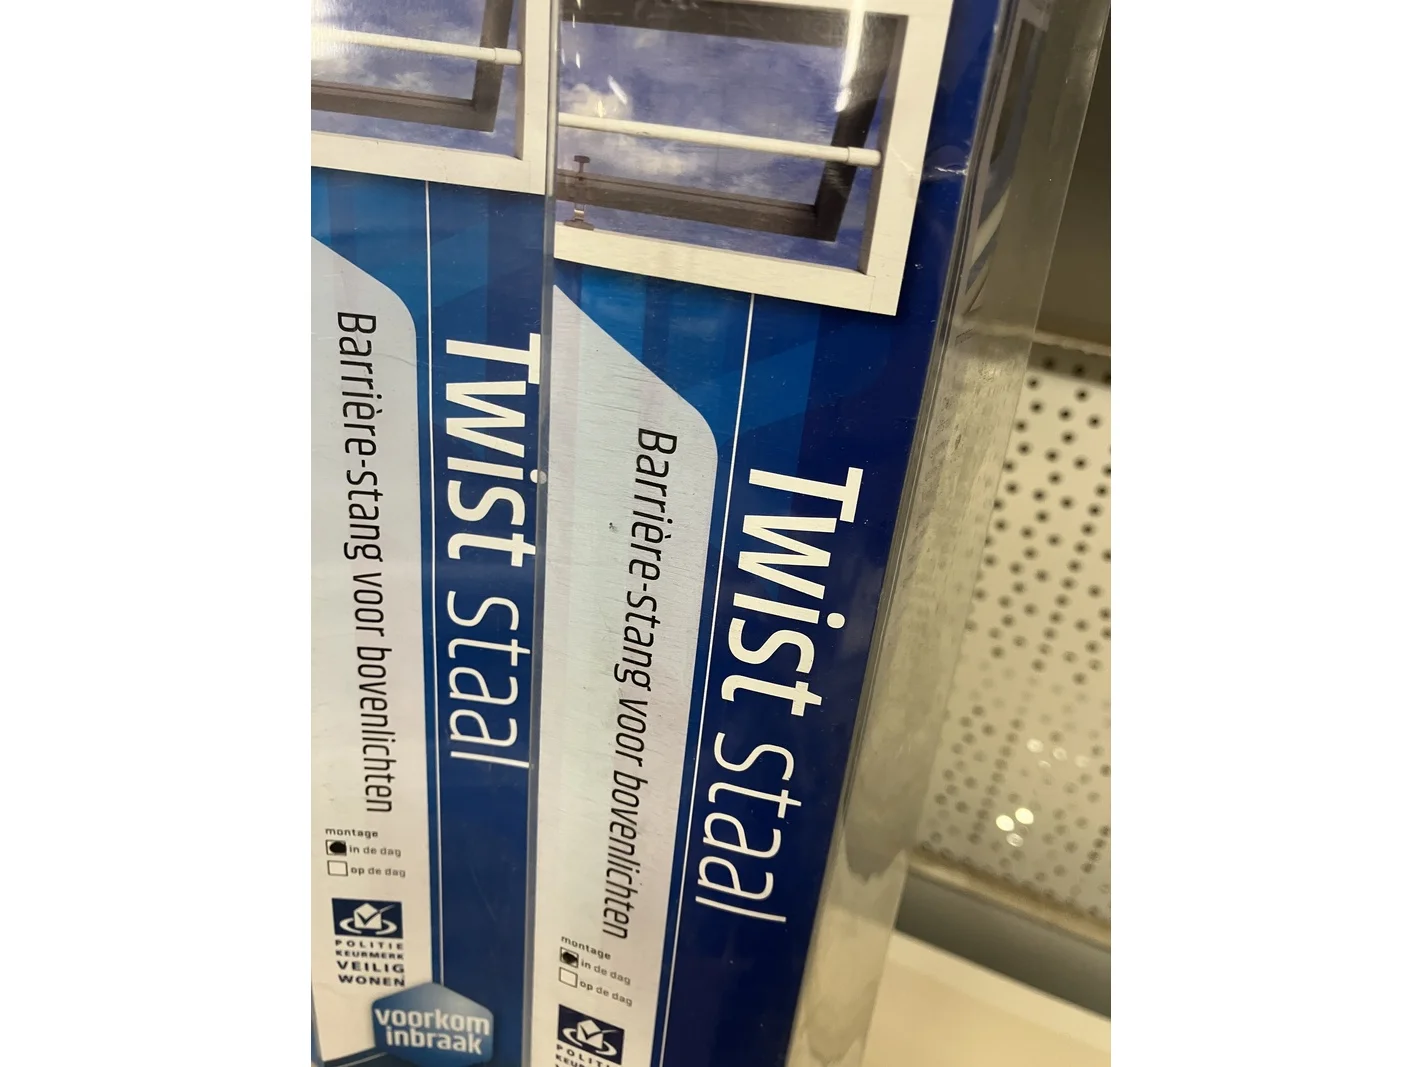 Twist staal
Barrière-stang voor bovenlichten
montage
in de dag
op de dag
POLITIE
KEURMERK
VEILIG
WONEN
voorkom
inbraak
Twist staal
Barrière-stang voor bovenlichten
montage
in de dag
op de dag